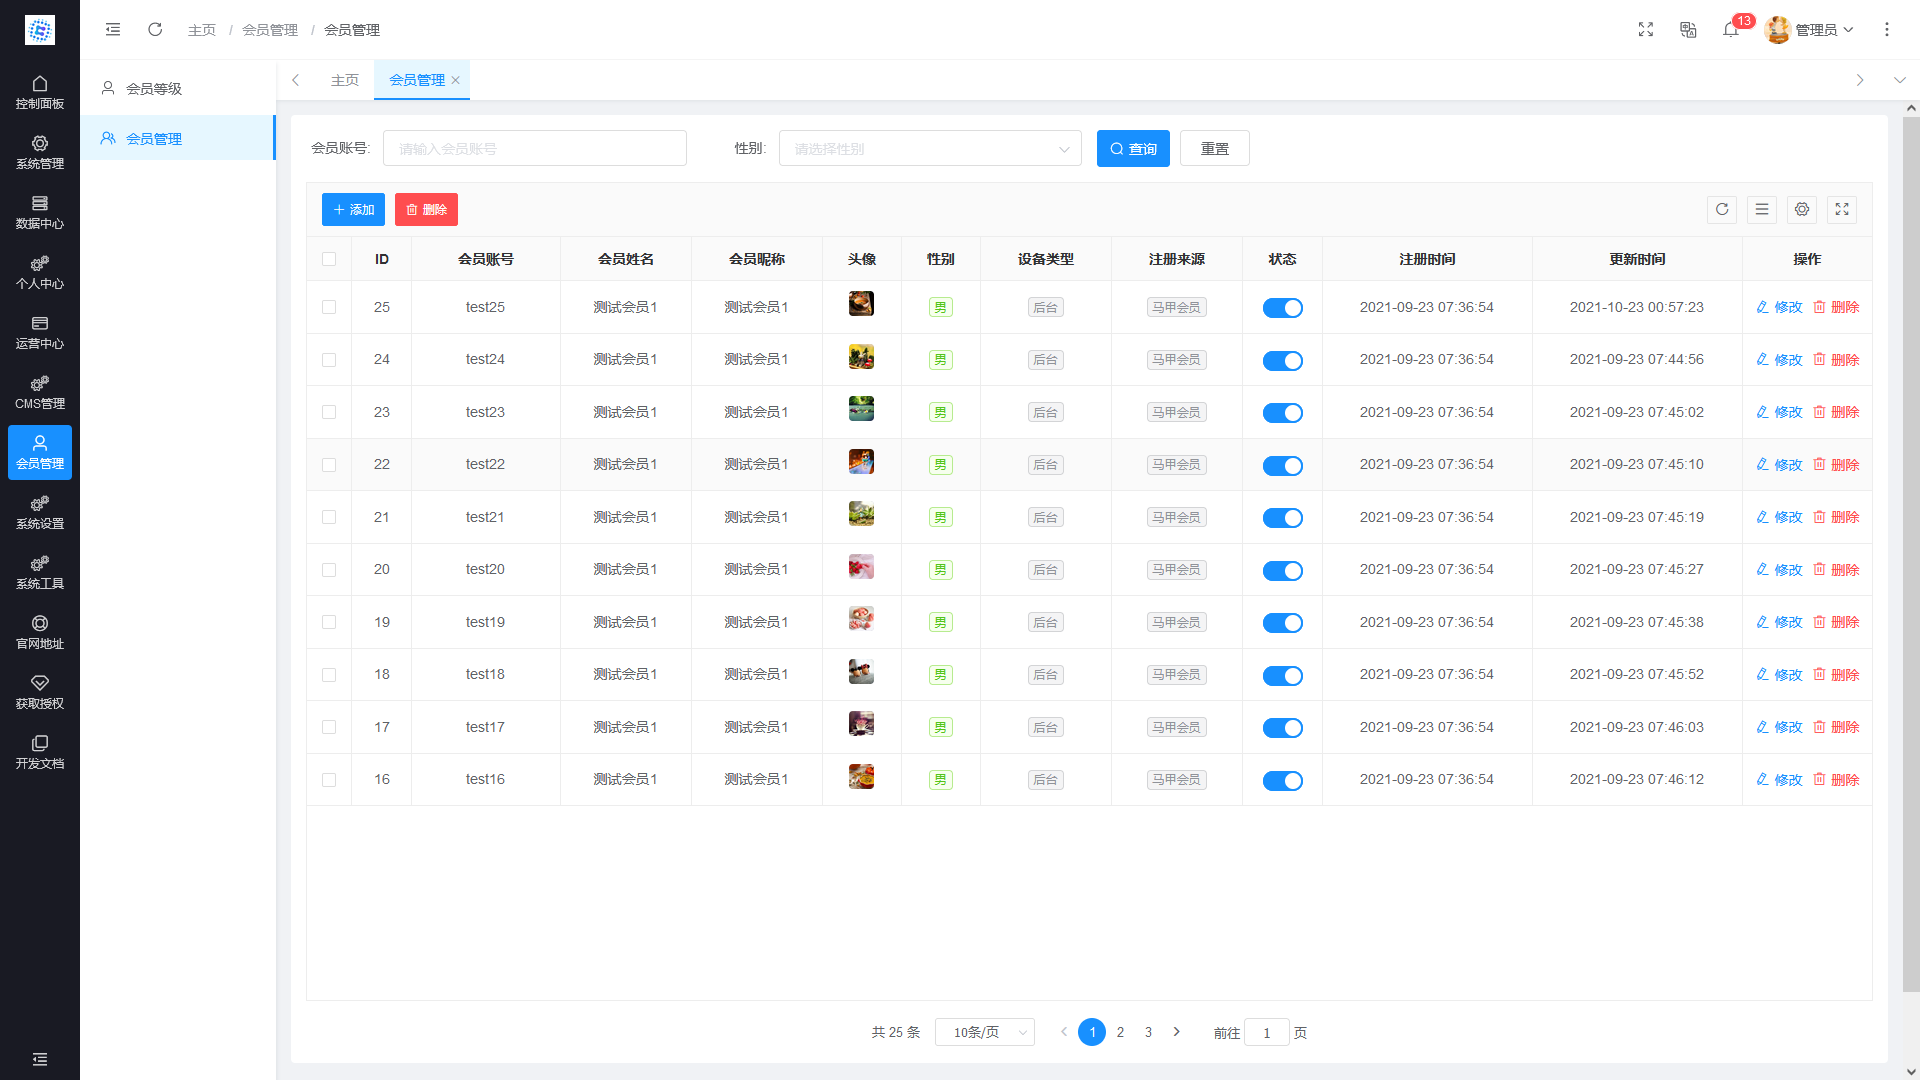 主页 / 会员管理 / 会员管理
13
管理员
控制面板
系统管理
数据中心
个人中心
运营中心
CMS管理
会员管理
系统设置
系统工具
官网地址
获取授权
开发文档
会员等级
会员管理
主页 会员管理
会员账号: 请输入会员账号 性别: 请选择性别 查询 重置
添加 删除
ID 会员账号 会员姓名 会员昵称 头像 性别 设备类型 注册来源 状态 注册时间 更新时间 操作
25 test25 测试会员1 测试会员1 男 后台 马甲会员 2021-09-23 07:36:54 2021-10-23 00:57:23 修改 删除
24 test24 测试会员1 测试会员1 男 后台 马甲会员 2021-09-23 07:36:54 2021-09-23 07:44:56 修改 删除
23 test23 测试会员1 测试会员1 男 后台 马甲会员 2021-09-23 07:36:54 2021-09-23 07:45:02 修改 删除
22 test22 测试会员1 测试会员1 男 后台 马甲会员 2021-09-23 07:36:54 2021-09-23 07:45:10 修改 删除
21 test21 测试会员1 测试会员1 男 后台 马甲会员 2021-09-23 07:36:54 2021-09-23 07:45:19 修改 删除
20 test20 测试会员1 测试会员1 男 后台 马甲会员 2021-09-23 07:36:54 2021-09-23 07:45:27 修改 删除
19 test19 测试会员1 测试会员1 男 后台 马甲会员 2021-09-23 07:36:54 2021-09-23 07:45:38 修改 删除
18 test18 测试会员1 测试会员1 男 后台 马甲会员 2021-09-23 07:36:54 2021-09-23 07:45:52 修改 删除
17 test17 测试会员1 测试会员1 男 后台 马甲会员 2021-09-23 07:36:54 2021-09-23 07:46:03 修改 删除
16 test16 测试会员1 测试会员1 男 后台 马甲会员 2021-09-23 07:36:54 2021-09-23 07:46:12 修改 删除
共 25 条 10条/页 1 2 3 前往 1 页